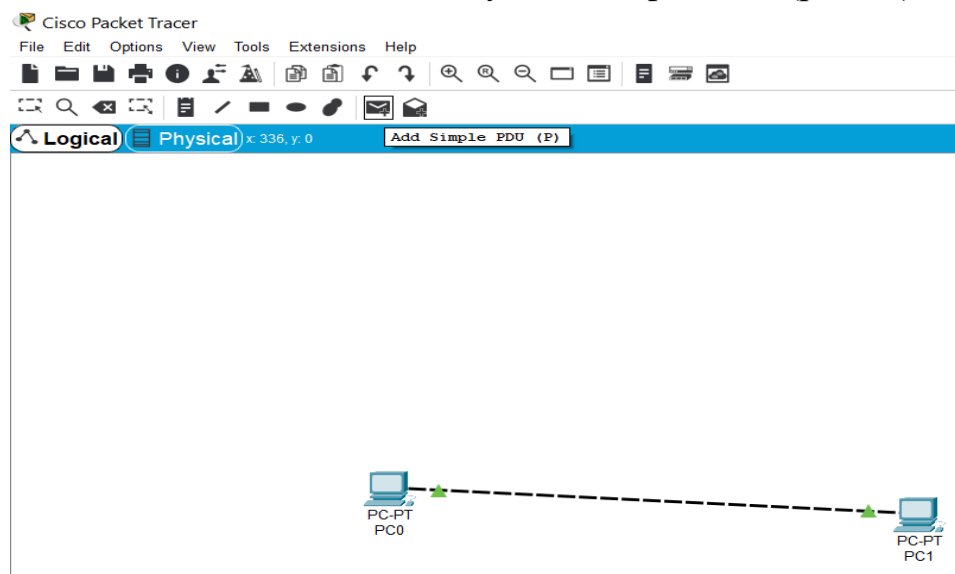 Cisco Packet Tracer
File Edit Options View Tools Extensions Help
Logical Physical x: 336, y: 0
Add Simple PDU (P)
PC-PT
PC0
PC-PT
PC1